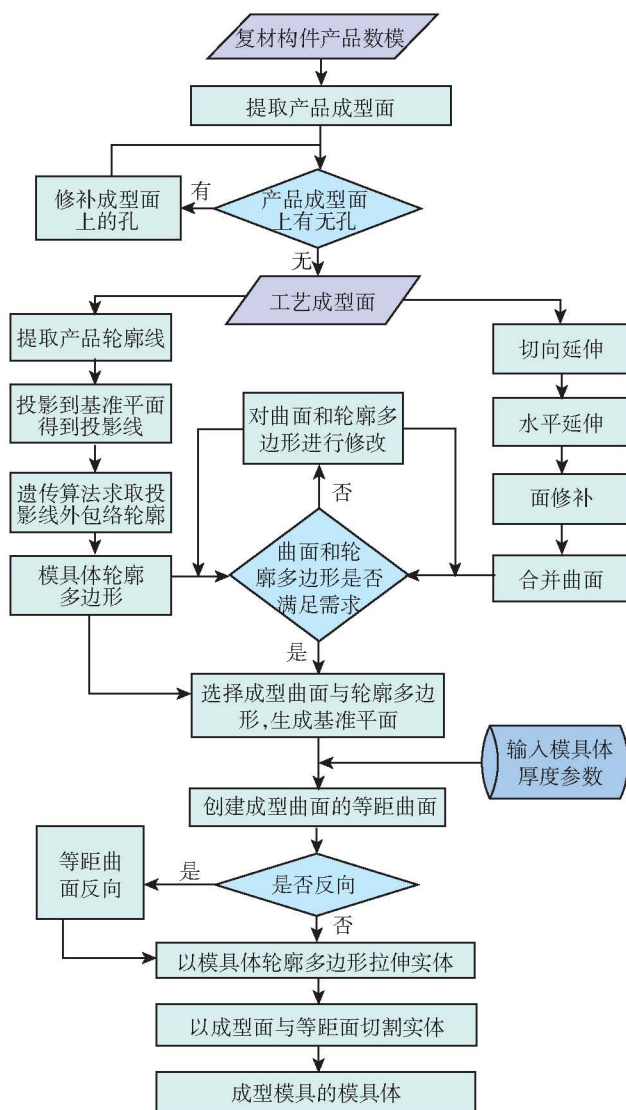 复材构件产品数模
提取产品成型面
修补成型面
上的孔
有
产品成型面
上有无孔
无
工艺成型面
提取产品轮廓线
切向延伸
投影到基准平面
得到投影线
对曲面和轮廓多
边形进行修改
水平延伸
遗传算法求取投
影线外包络轮廓
否
面修补
模具体轮廓
多边形
曲面和轮
廓多边形是否
满足需求
合并曲面
是
选择成型曲面与轮廓多边
形,生成基准平面
输入模具体
厚度参数
创建成型曲面的等距曲面
等距曲
面反向
是
是否反向
否
以模具体轮廓多边形拉伸实体
以成型面与等距面切割实体
成型模具的模具体